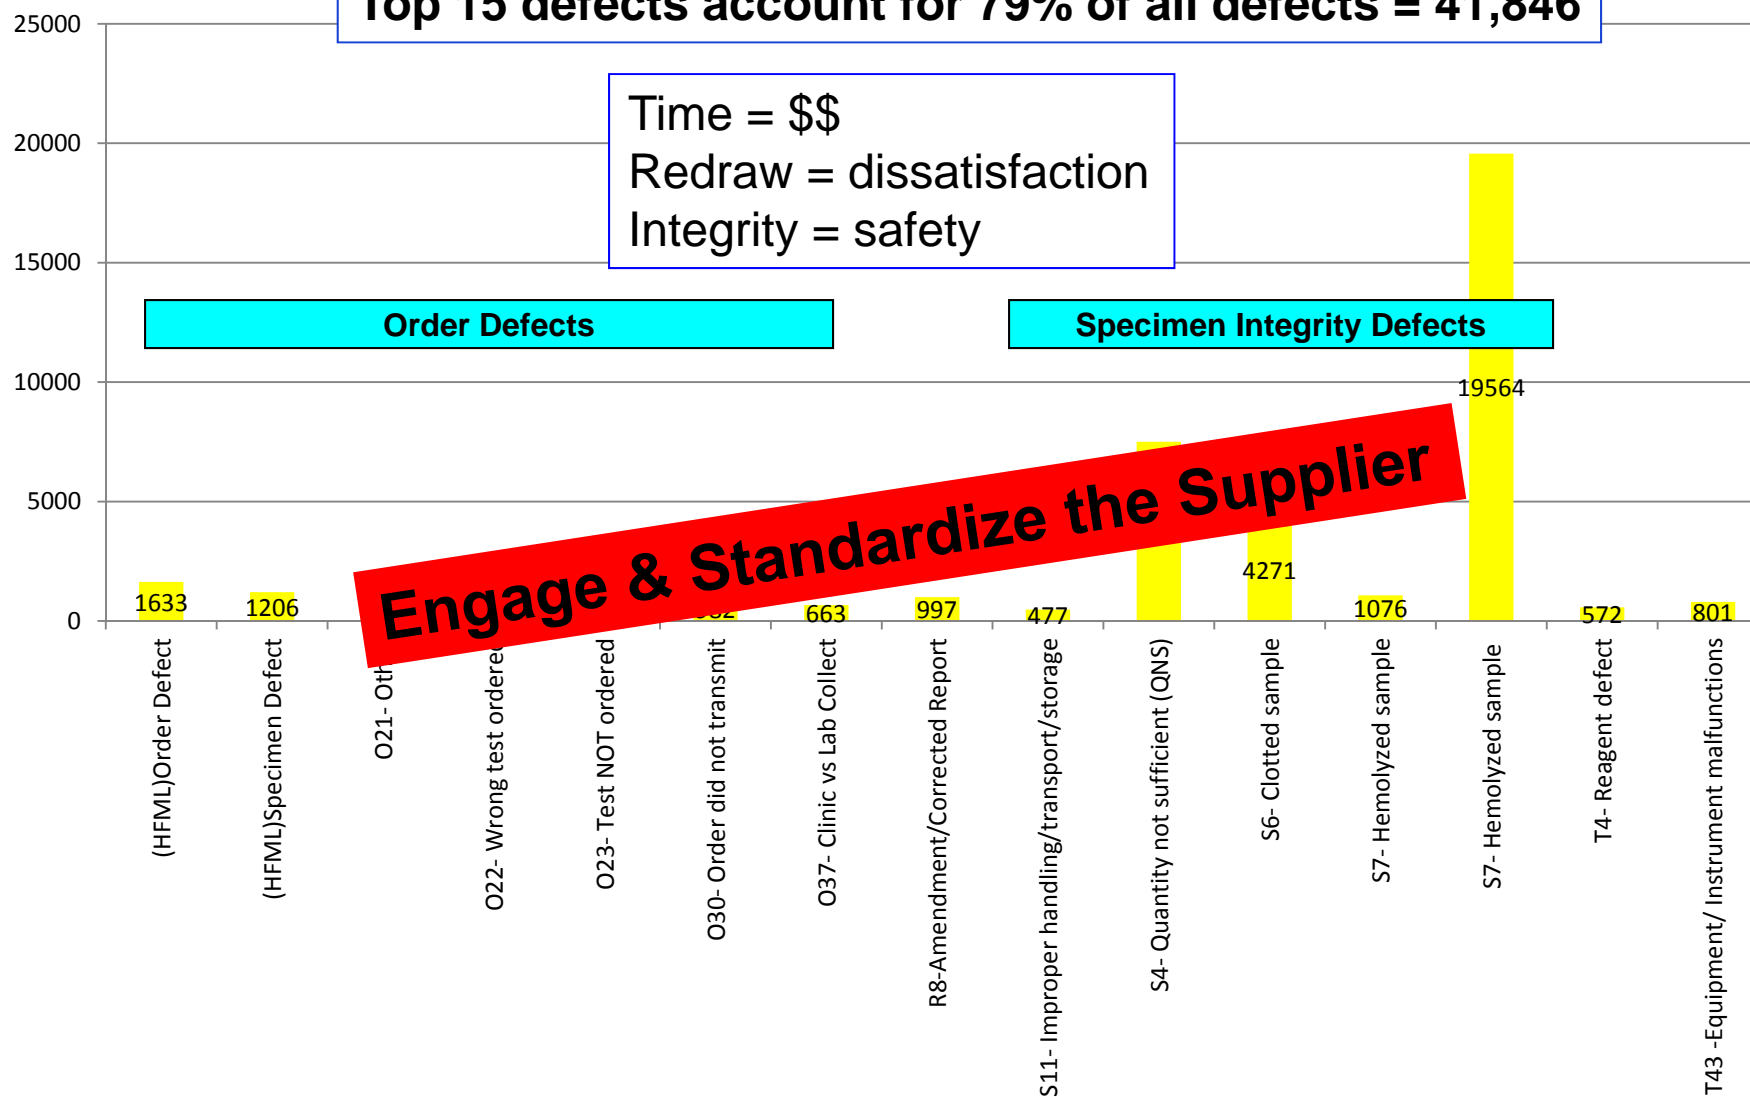 Top 15 defects account for 79% of all defects = 41,846
25000
Time = $$
Redraw = dissatisfaction
Integrity = safety
20000
15000
Order Defects
Specimen Integrity Defects
10000
19564
Engage & Standardize the Supplier
5000
4271
1633
1206
663
997
477
1076
572
801
0
(HFML)Order Defect
(HFML)Specimen Defect
O21-
O22- Wrong test ordered
O23- Test NOT ordered
O30- Order did not transmit
O37- Clinic vs Lab Collect
R8-Amendment/Corrected Report
S11- Improper handling/transport/storage
S4- Quantity not sufficient (QNS)
S6- Clotted sample
S7- Hemolyzed sample
S7- Hemolyzed sample
T4- Reagent defect
T43 -Equipment/ Instrument malfunctions